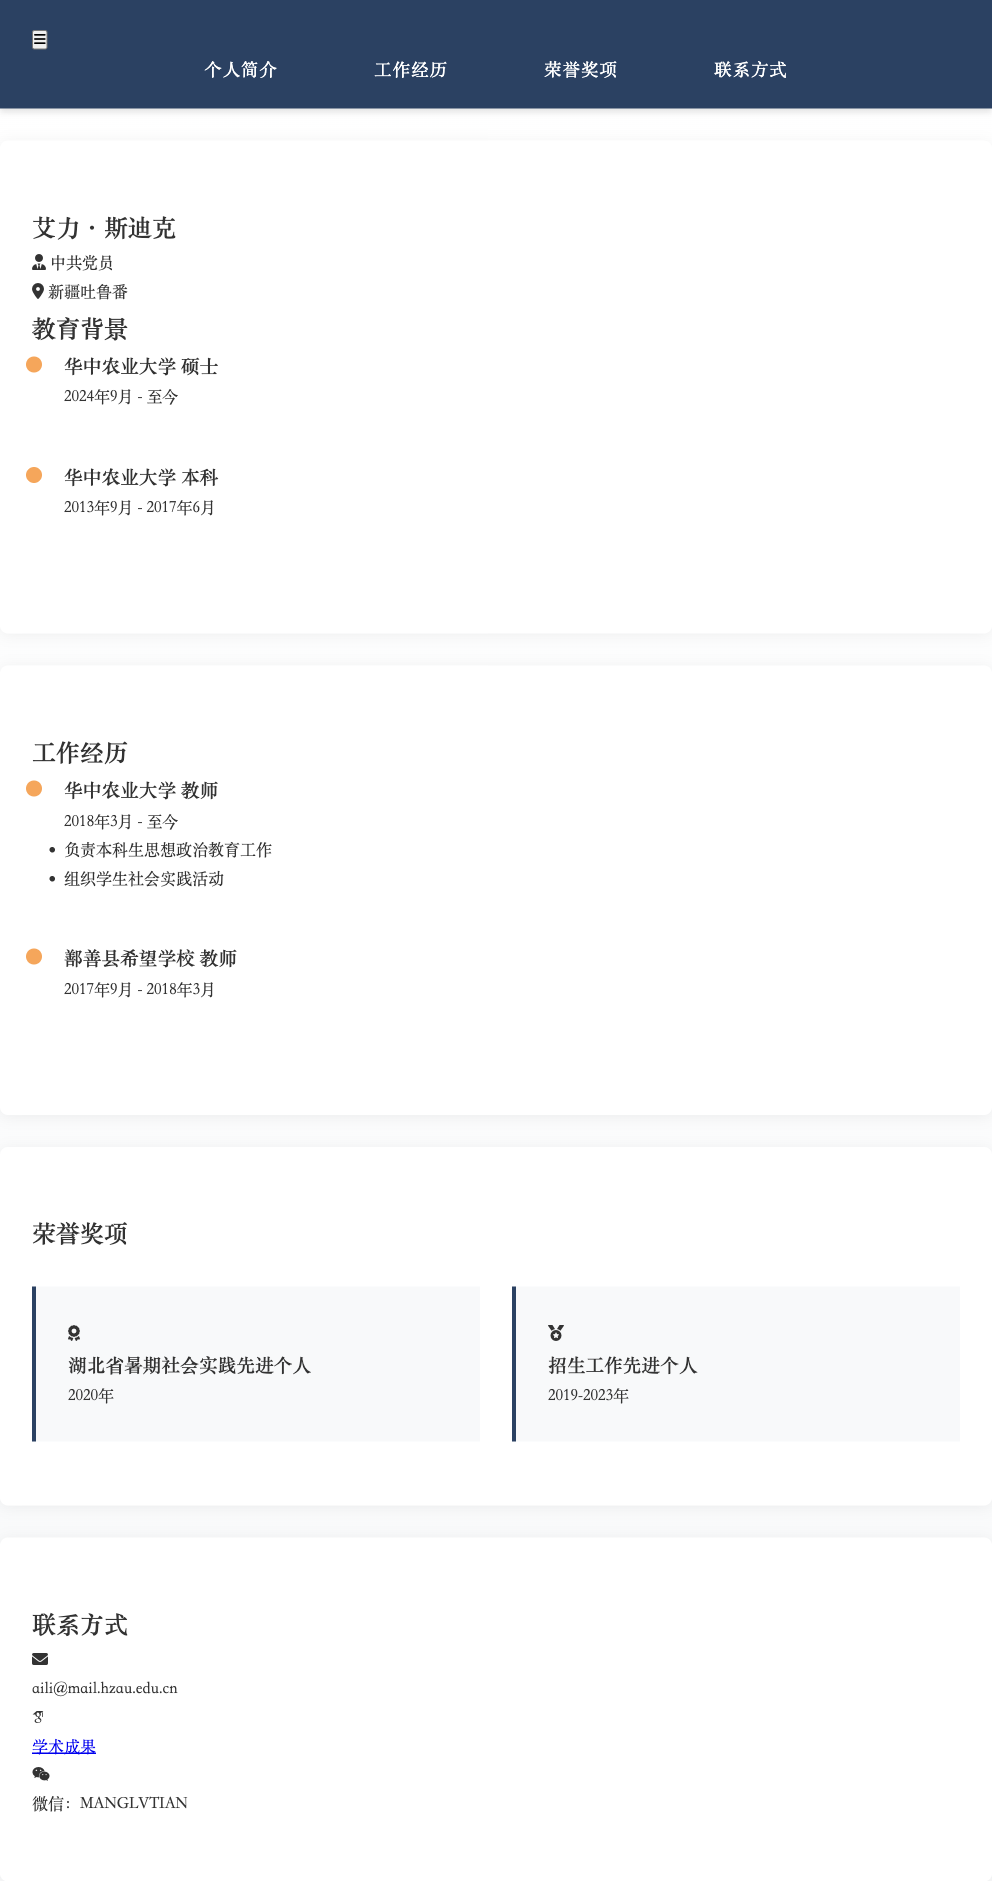 个人简介 工作经历 荣誉奖项 联系方式
艾力 · 斯迪克
中共党员
新疆吐鲁番
教育背景
华中农业大学 硕士
2024年9月 - 至今
华中农业大学 本科
2013年9月 - 2017年6月
工作经历
华中农业大学 教师
2018年3月 - 至今
• 负责本科生思想政治教育工作
• 组织学生社会实践活动
鄯善县希望学校 教师
2017年9月 - 2018年3月
荣誉奖项
湖北省暑期社会实践先进个人
2020年
招生工作先进个人
2019-2023年
联系方式
aili@mail.hzau.edu.cn
学术成果
微信：MANGLVTIAN